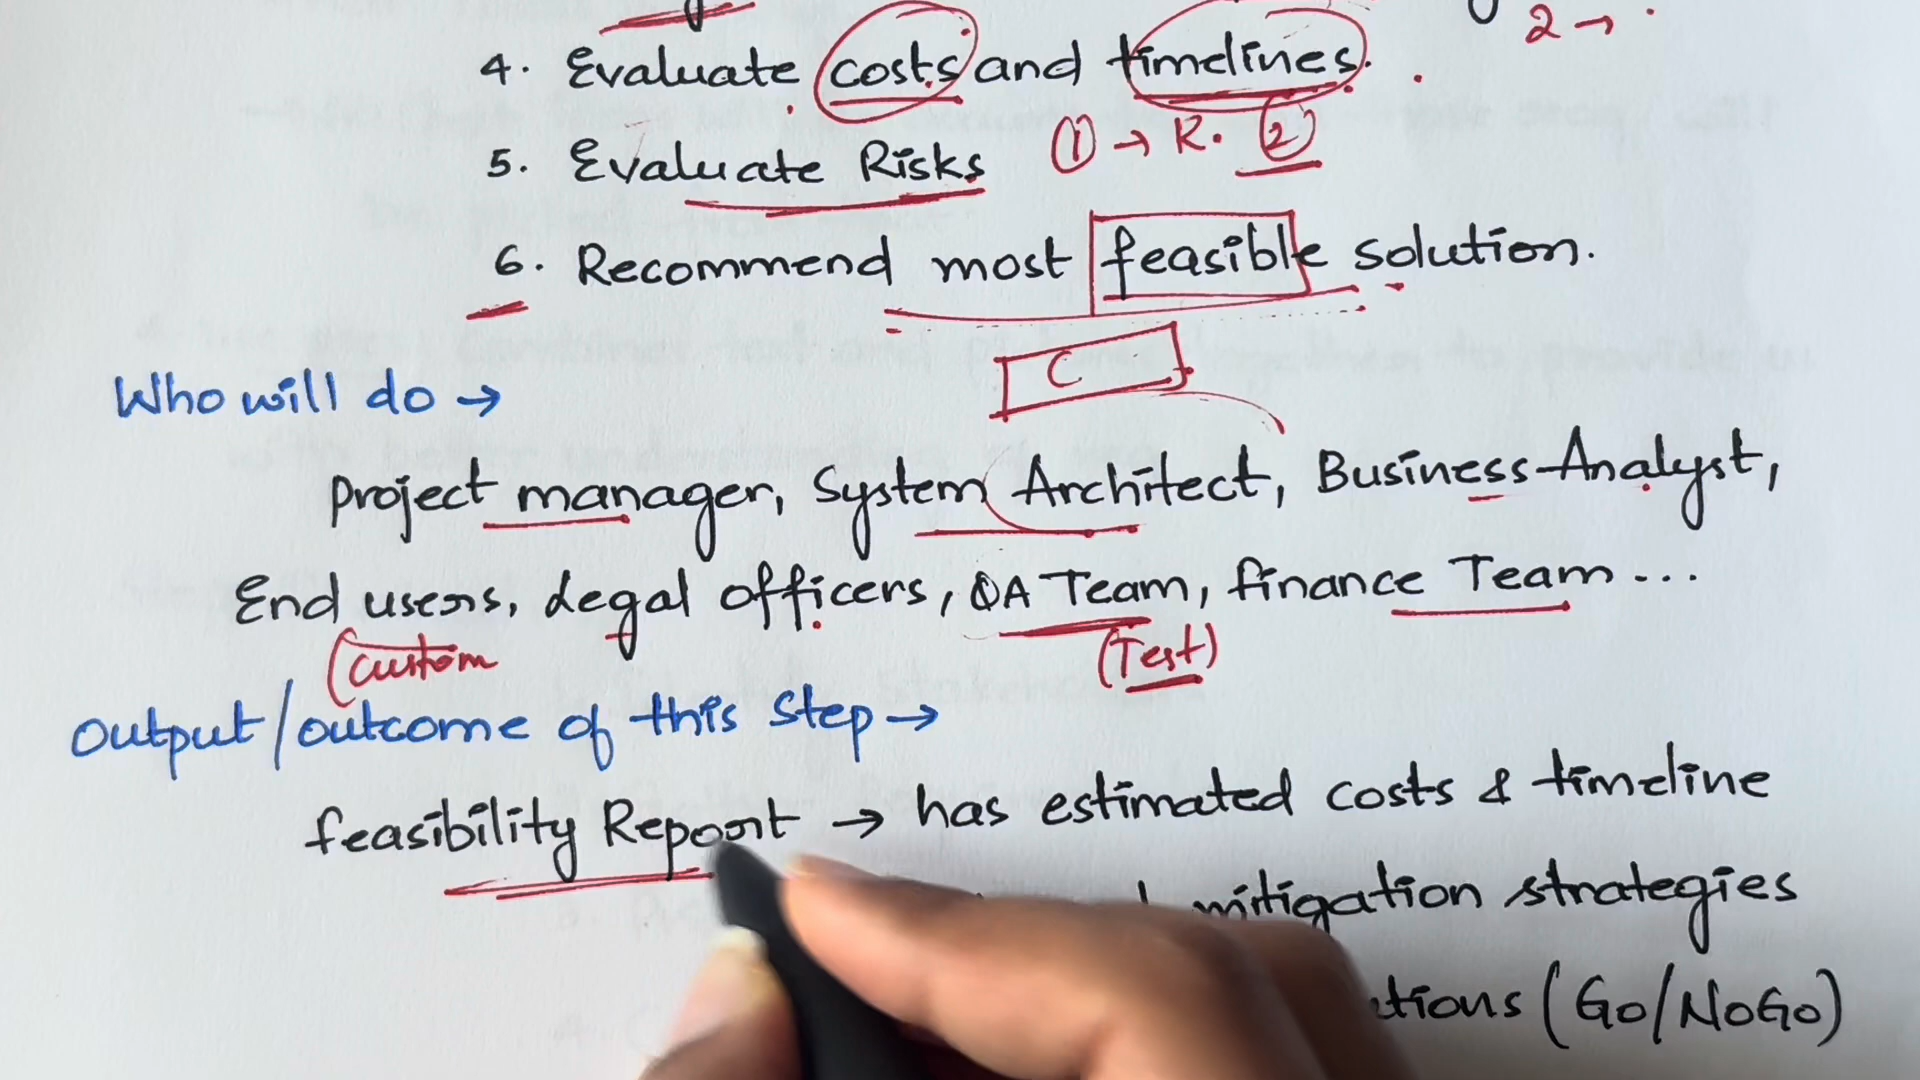 2 →
4. Evaluate costs and timelines.
① → R. ②
5. Evaluate Risks
6. Recommend most feasible solution.
C
Who will do →
Project manager, System Architect, Business Analyst,
End users, Legal officers, QA Team, finance Team...
(custom
(Test)
Output/outcome of this step →
feasibility Report → has estimated costs & timeline
mitigation strategies
(Go/NoGo)